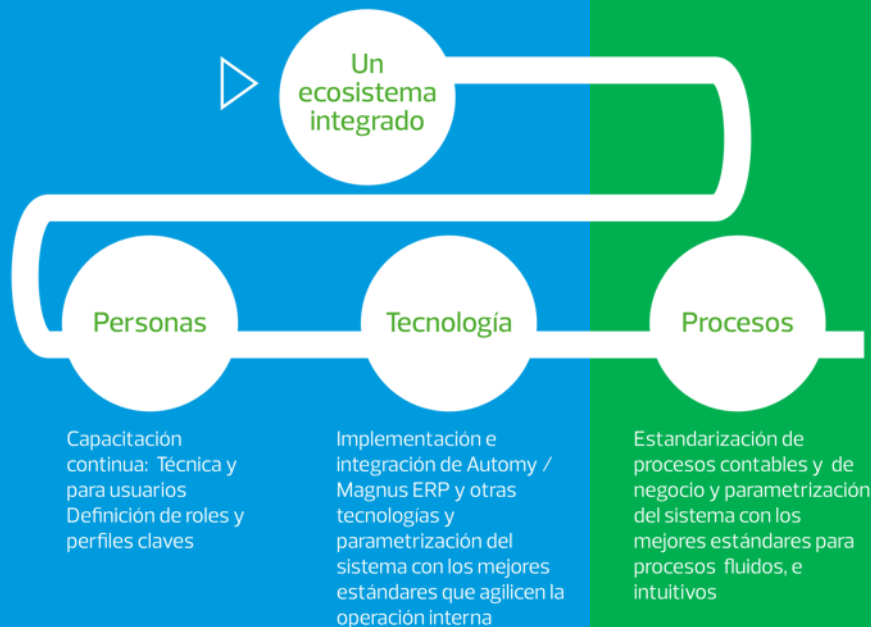 Un
ecosistema
integrado
Personas
Tecnología
Procesos
Capacitación
continua: Técnica y
para usuarios
Definición de roles y
perfiles claves
Implementación e
integración de Automy /
Magnus ERP y otras
tecnologías y
parametrización del
sistema con los mejores
estándares que agilicen la
operación interna
Estandarización de
procesos contables y de
negocio y parametrización
del sistema con los
mejores estándares para
procesos fluidos, e
intuitivos